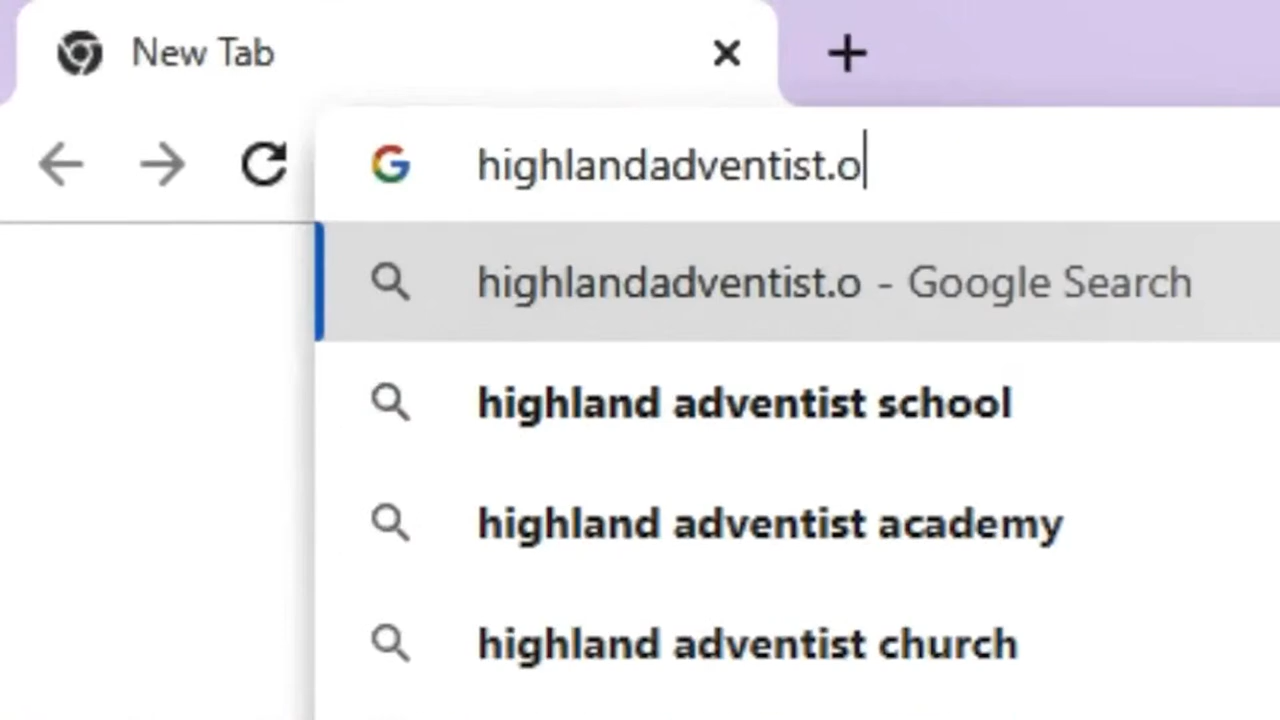 New Tab
highlandadventist.o
highlandadventist.o - Google Search
highland adventist school
highland adventist academy
highland adventist church